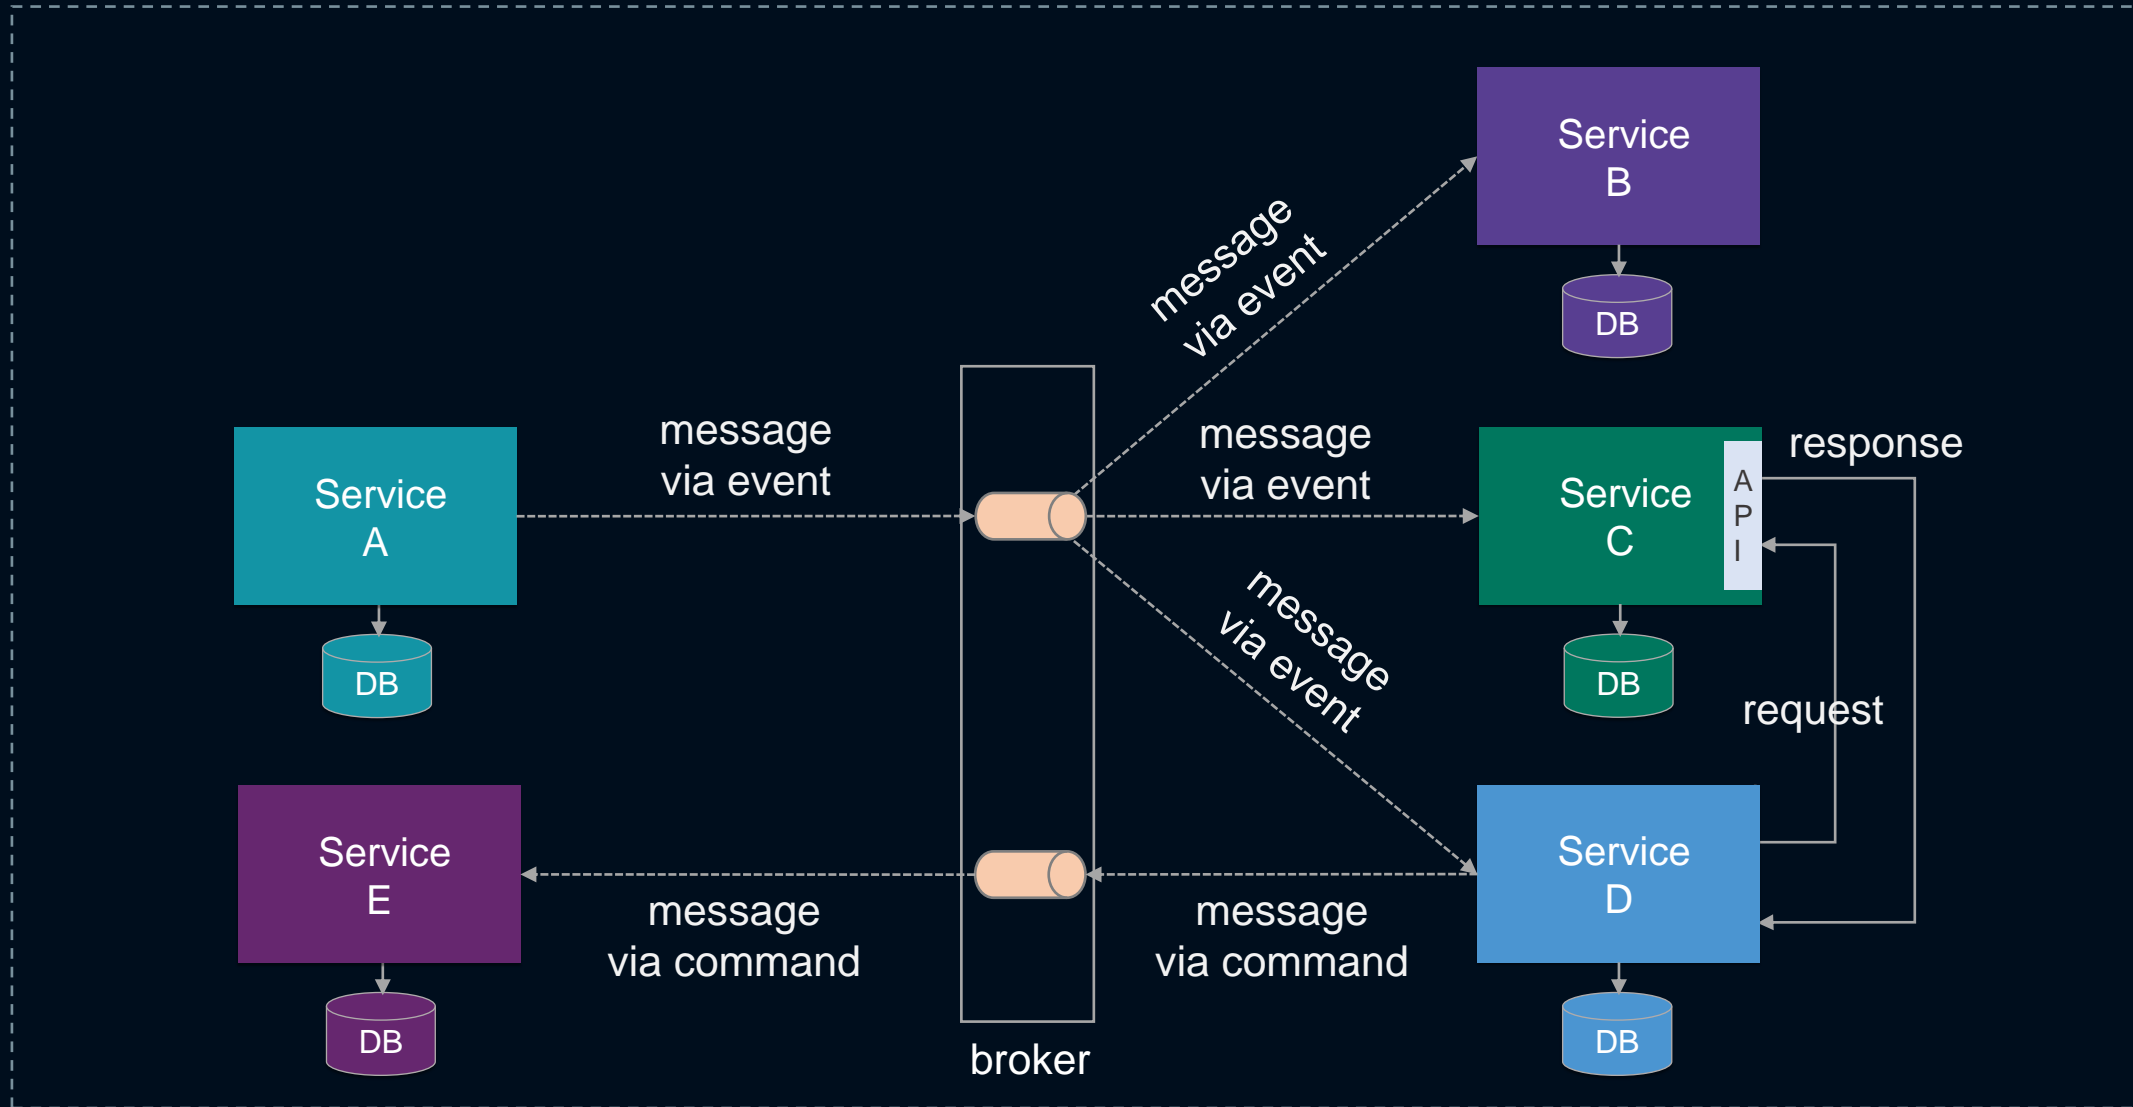 Service
B
DB
message
via event
message
via event
Service
A
DB
message
via event
Service
C
A
P
I
DB
response
request
message
via event
Service
E
DB
message
via command
broker
message
via command
Service
D
DB